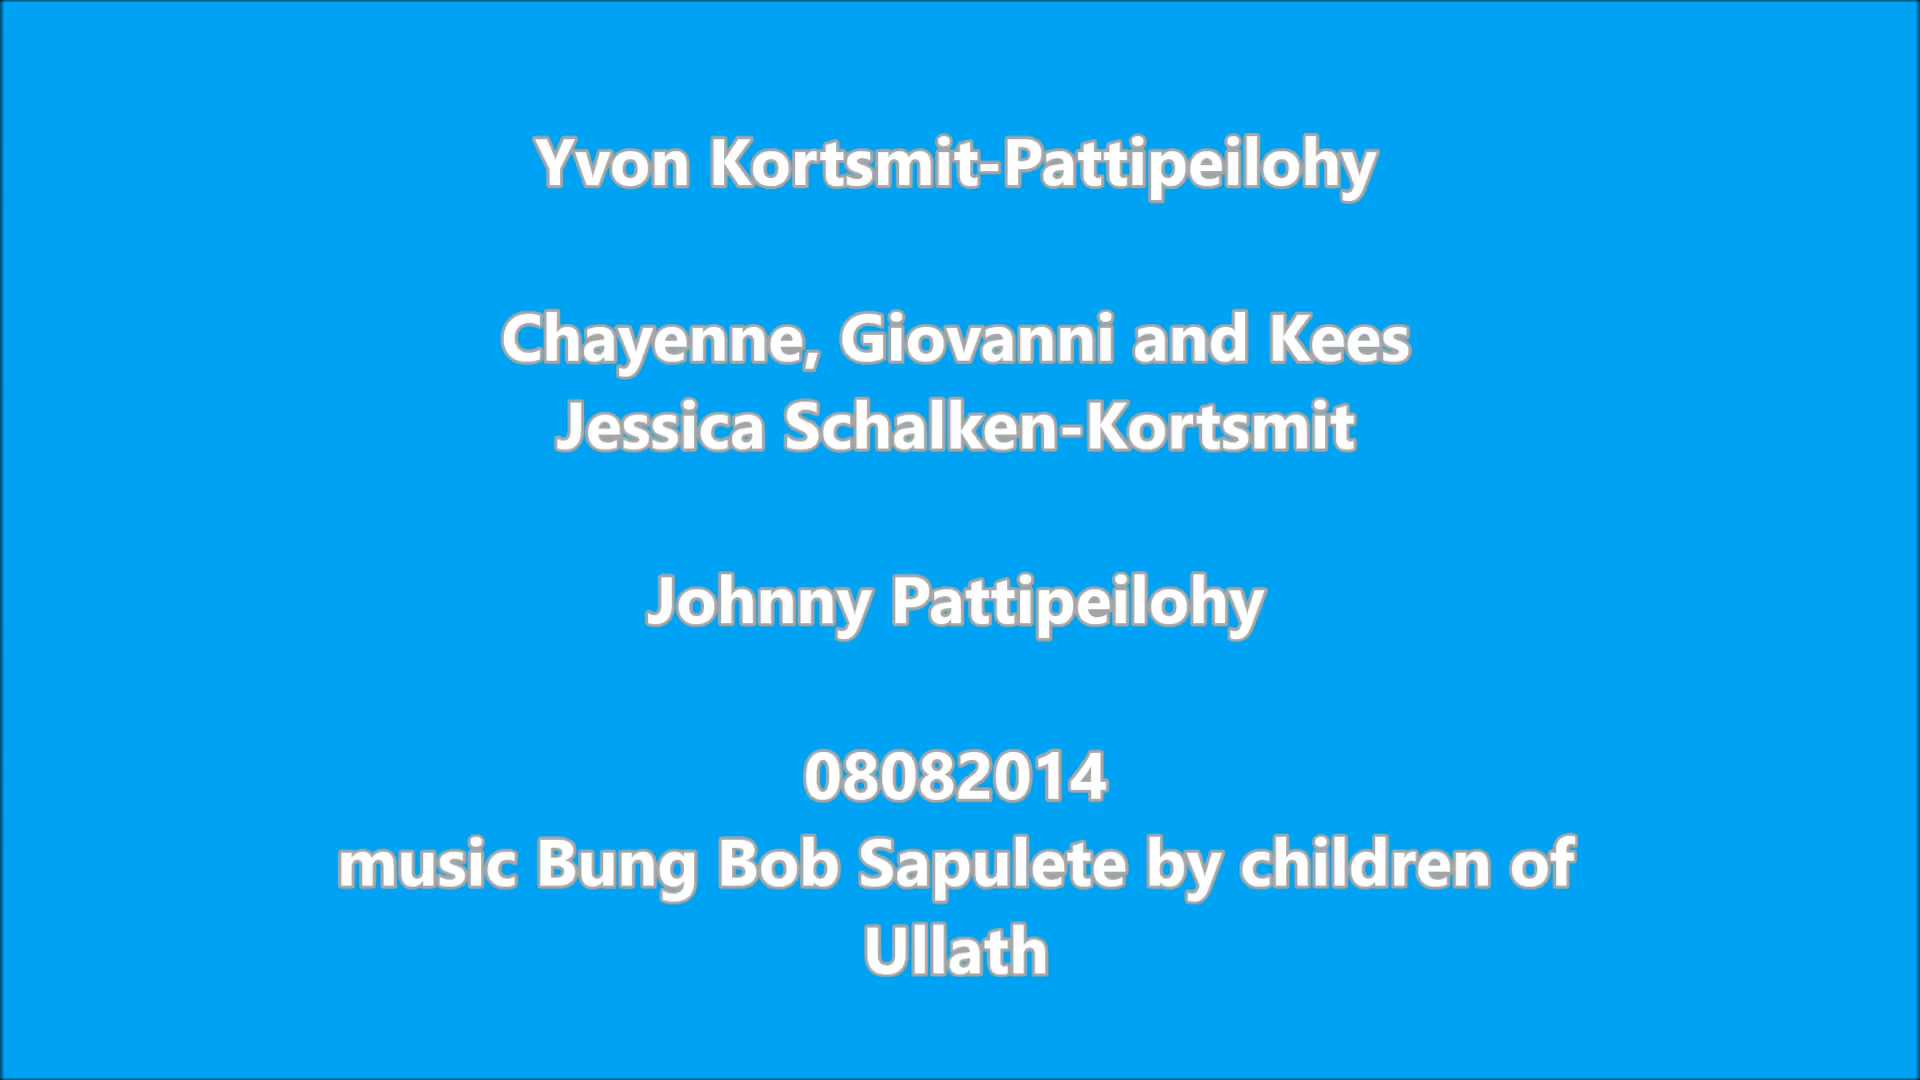 Yvon Kortsmit-Pattipeilohy
Chayenne, Giovanni and Kees
Jessica Schalken-Kortsmit
Johnny Pattipeilohy
08082014
music Bung Bob Sapulete by children of
Ullath